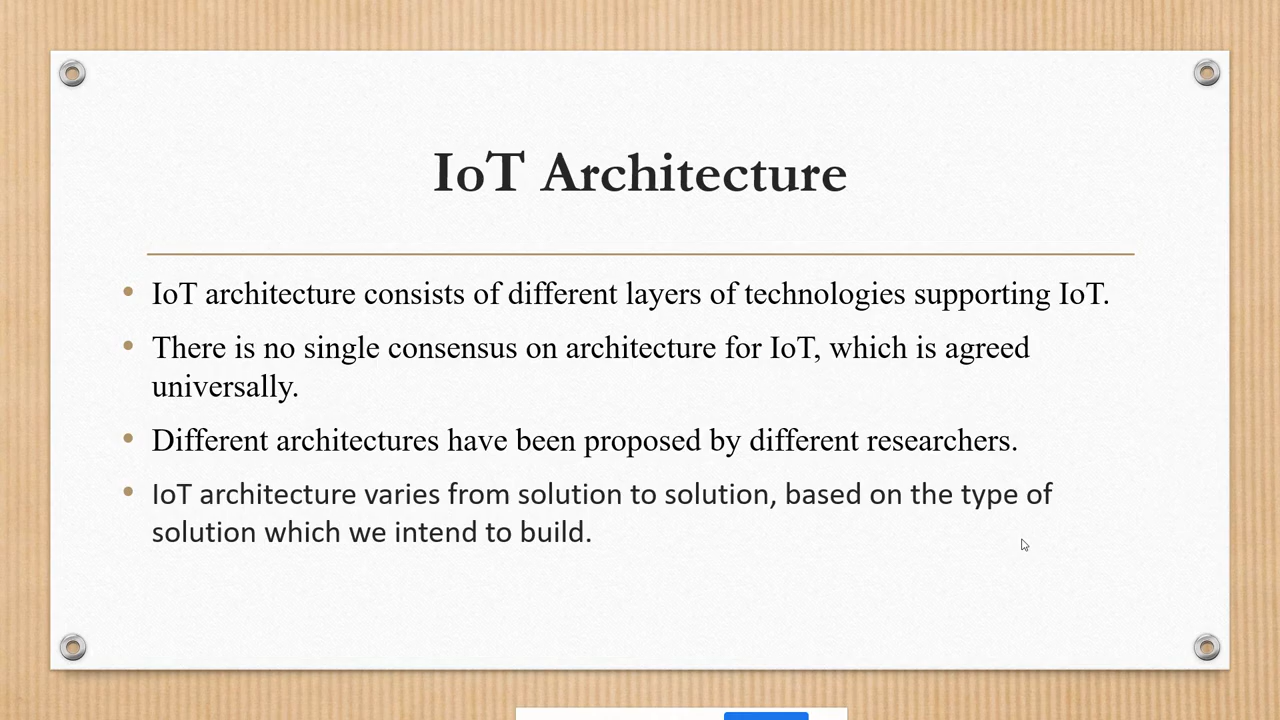 IoT Architecture
• IoT architecture consists of different layers of technologies supporting IoT.
• There is no single consensus on architecture for IoT, which is agreed
universally.
• Different architectures have been proposed by different researchers.
• IoT architecture varies from solution to solution, based on the type of
solution which we intend to build.